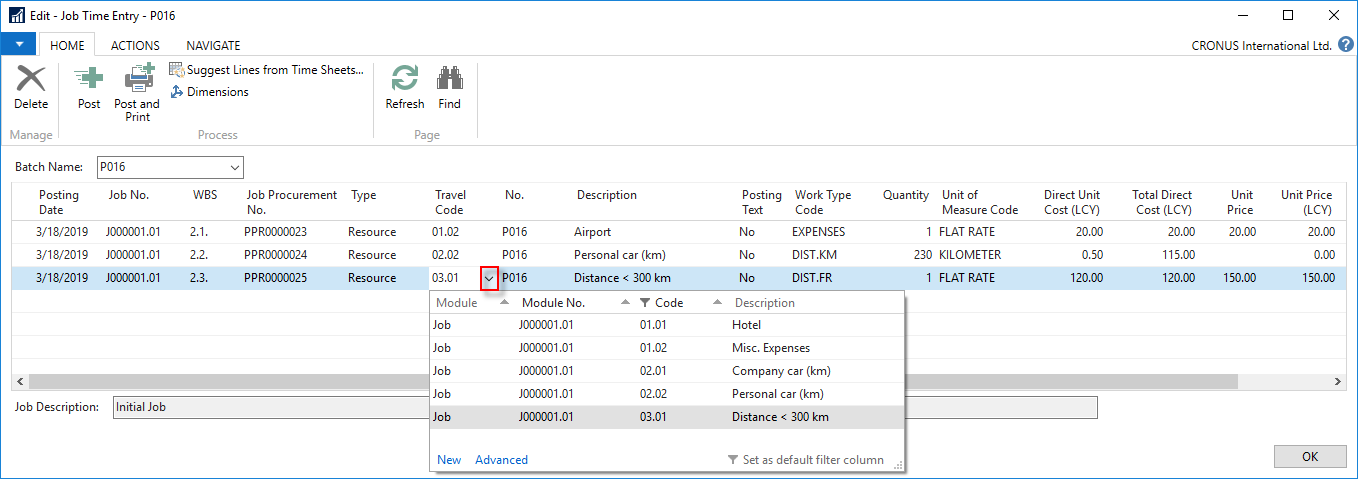 Edit - Job Time Entry - P016
HOME ACTIONS NAVIGATE CRONUS International Ltd. ?
Delete Post Post and Print Suggest Lines from Time Sheets... Dimensions Refresh Find
Manage Process Page
Batch Name: P016
Posting Date Job No. WBS Job Procurement No. Type Travel Code No. Description Posting Text Work Type Code Quantity Unit of Measure Code Direct Unit Cost (LCY) Total Direct Cost (LCY) Unit Price Unit Price (LCY)
3/18/2019 J000001.01 2.1. PPR0000023 Resource 01.02 P016 Airport No EXPENSES 1 FLAT RATE 20.00 20.00 20.00 20.00
3/18/2019 J000001.01 2.2. PPR0000024 Resource 02.02 P016 Personal car (km) No DIST.KM 230 KILOMETER 0.50 115.00 0.00
3/18/2019 J000001.01 2.3. PPR0000025 Resource 03.01 P016 Distance < 300 km No DIST.FR 1 FLAT RATE 120.00 120.00 150.00 150.00
Module Module No. Code Description
Job J000001.01 01.01 Hotel
Job J000001.01 01.02 Misc. Expenses
Job J000001.01 02.01 Company car (km)
Job J000001.01 02.02 Personal car (km)
Job J000001.01 03.01 Distance < 300 km
New Advanced Set as default filter column
Job Description: Initial Job
OK